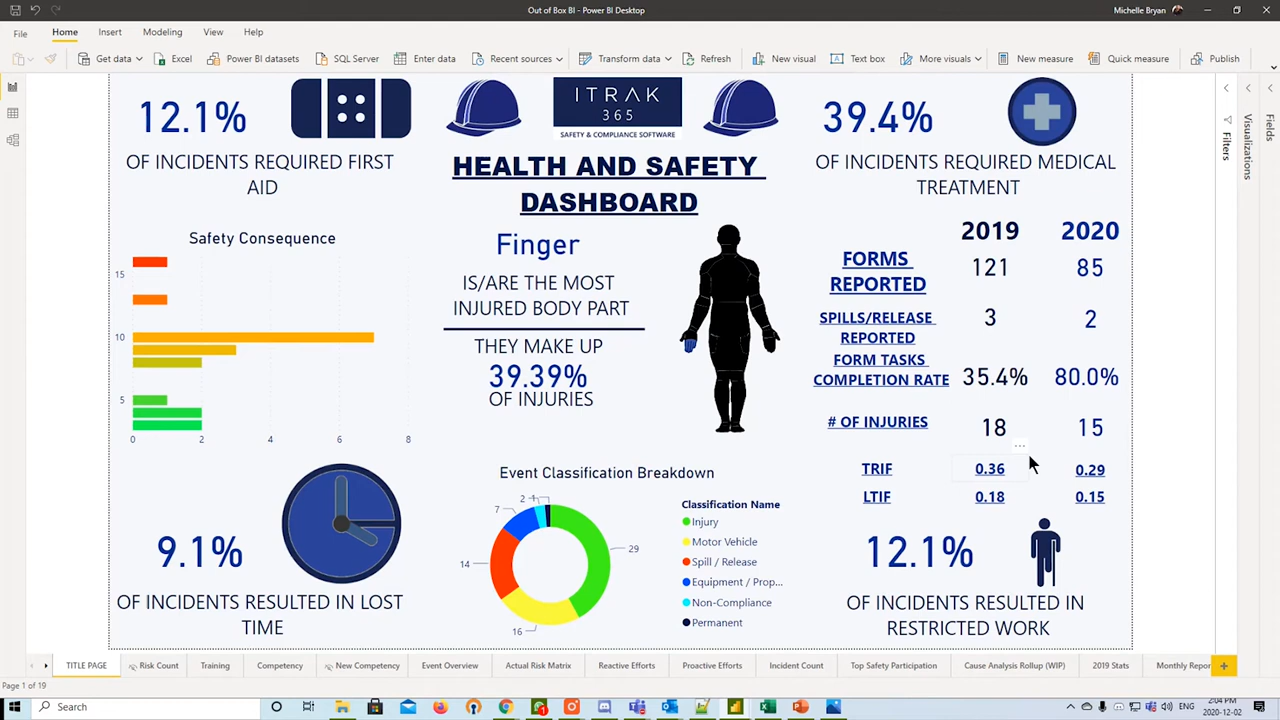 Out of Box BI - Power BI Desktop
Michelle Bryan
File
Home
Insert
Modeling
View
Help
Get data
Power BI datasets
SQL Server
Enter data
Recent sources
Transform data
Refresh
New visual
Text box
More visuals
New measure
Quick measure
Publish
12.1%
OF INCIDENTS REQUIRED FIRST
AID
ITRAK
365
SAFETY & COMPLIANCE SOFTWARE
HEALTH AND SAFETY
DASHBOARD
39.4%
OF INCIDENTS REQUIRED MEDICAL
TREATMENT
Filters
Visualizations
Fields
Safety Consequence
15
10
5
0
2
4
6
8
Finger
IS/ARE THE MOST
INJURED BODY PART
THEY MAKE UP
39.39%
OF INJURIES
2019 2020
FORMS
REPORTED
121 85
SPILLS/RELEASE
REPORTED
3 2
FORM TASKS
COMPLETION RATE
35.4% 80.0%
# OF INJURIES 18 15
TRIF 0.36 0.29
LTIF 0.18 0.15
9.1%
OF INCIDENTS RESULTED IN LOST
TIME
Event Classification Breakdown
2
7
14
16
29
Classification Name
Injury
Motor Vehicle
Spill / Release
Equipment / Prop...
Non-Compliance
Permanent
12.1%
OF INCIDENTS RESULTED IN
RESTRICTED WORK
TITLE PAGE
Risk Count
Training
Competency
New Competency
Event Overview
Actual Risk Matrix
Reactive Efforts
Proactive Efforts
Incident Count
Top Safety Participation
Cause Analysis Rollup (WIP)
2019 Stats
Monthly Repor
Page 1 of 19
Search
ENG
2:04 PM
2020-12-02